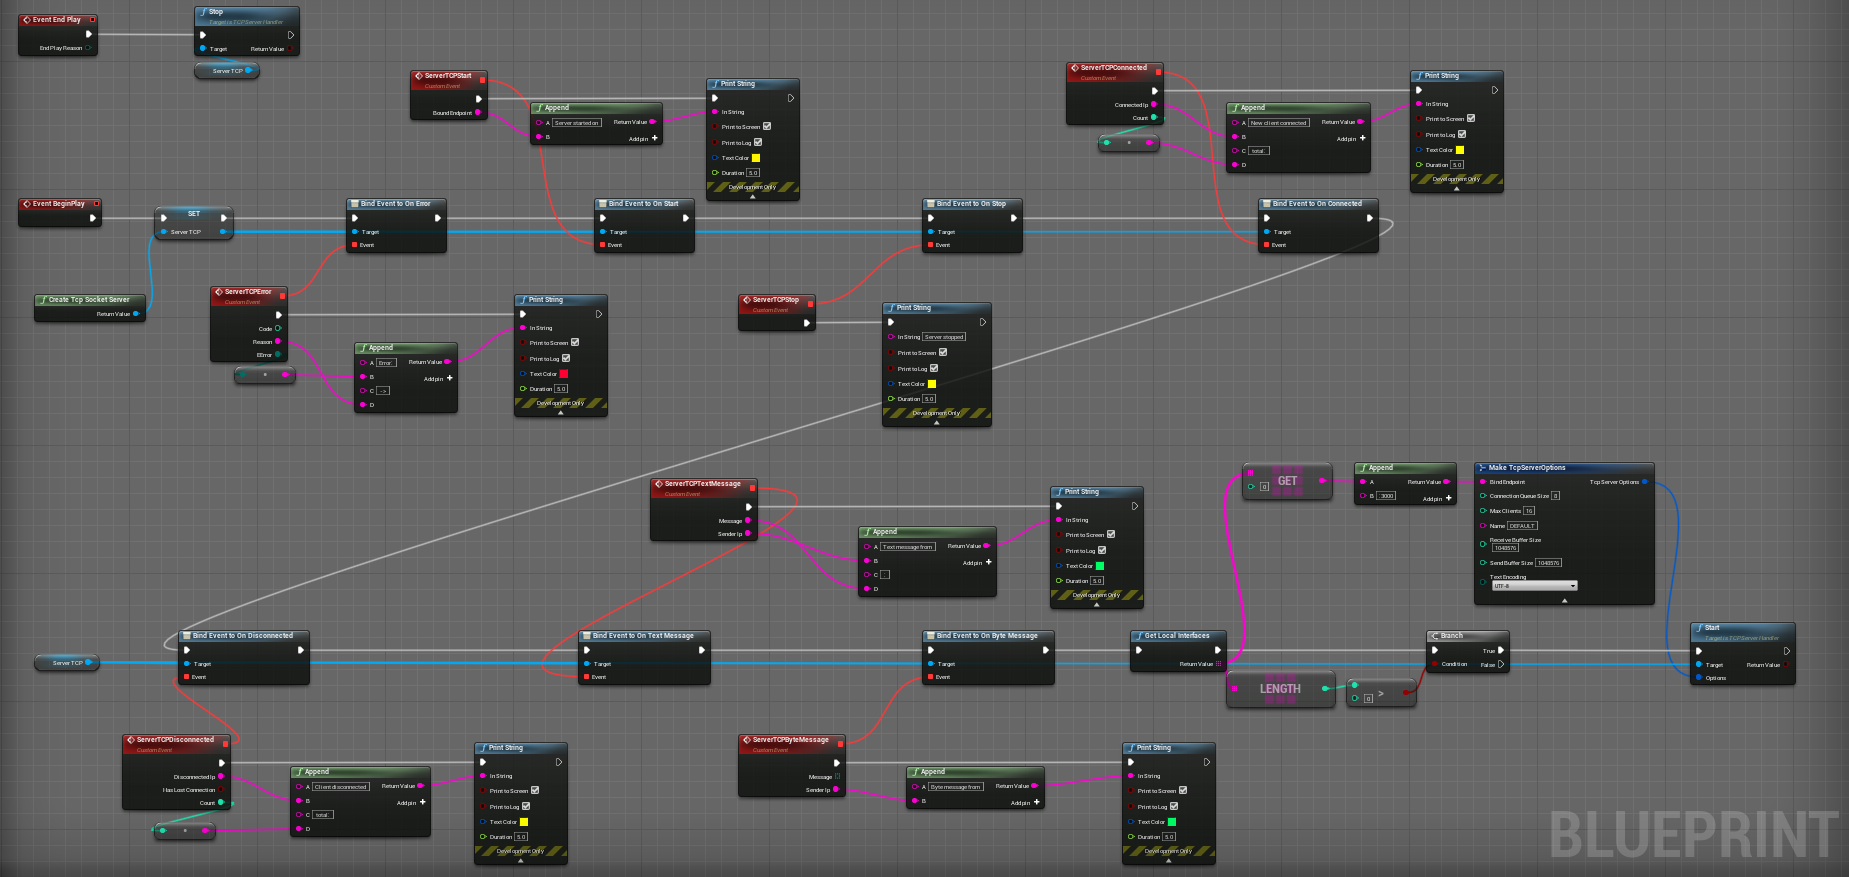 Event End Play
End Play Reason
Stop
Target is TCP Server Handler
Target
Return Value
Server TCP
ServerTCPStart
Custom Event
Bound Endpoint
Append
A Server started on
Return Value
B
Add pin +
Print String
In String
Print to Screen
Print to Log
Text Color
Duration 5.0
Development Only
ServerTCPConnected
Custom Event
Connected Ip
Count
Append
A New client connected
Return Value
B
Add pin +
C total:
D
Print String
In String
Print to Screen
Print to Log
Text Color
Duration 5.0
Development Only
Event BeginPlay
SET
Server TCP
Bind Event to On Error
Target
Event
Bind Event to On Start
Target
Event
Bind Event to On Stop
Target
Event
Bind Event to On Connected
Target
Event
Create Tcp Socket Server
Return Value
ServerTCPError
Custom Event
Code
Reason
EError
Append
A Error:
Return Value
B
Add pin +
C ->
D
Print String
In String
Print to Screen
Print to Log
Text Color
Duration 5.0
Development Only
ServerTCPStop
Custom Event
Print String
In String Server stopped
Print to Screen
Print to Log
Text Color
Duration 5.0
Development Only
ServerTCPTextMessage
Custom Event
Message
Sender Ip
Append
A Text message from
Return Value
B
Add pin +
C :
D
Print String
In String
Print to Screen
Print to Log
Text Color
Duration 5.0
Development Only
GET
0
Append
A
Return Value
B :3000
Add pin +
Make TcpServerOptions
Bind Endpoint
Tcp Server Options
Connection Queue Size 8
Max Clients 16
Name DEFAULT
Receive Buffer Size
1048576
Send Buffer Size 1048576
Text Encoding
UTF-8
Server TCP
Bind Event to On Disconnected
Target
Event
Bind Event to On Text Message
Target
Event
Bind Event to On Byte Message
Target
Event
Get Local Interfaces
Return Value
LENGTH
0 >
Branch
True
Condition
False
Start
Target is TCP Server Handler
Target
Return Value
Options
ServerTCPDisconnected
Custom Event
Disconnected Ip
Has Lost Connection
Count
Append
A Client disconnected
Return Value
B
Add pin +
C total:
D
Print String
In String
Print to Screen
Print to Log
Text Color
Duration 5.0
Development Only
ServerTCPByteMessage
Custom Event
Message
Sender Ip
Append
A Byte message from
Return Value
B
Add pin +
Print String
In String
Print to Screen
Print to Log
Text Color
Duration 5.0
Development Only
BLUEPRINT